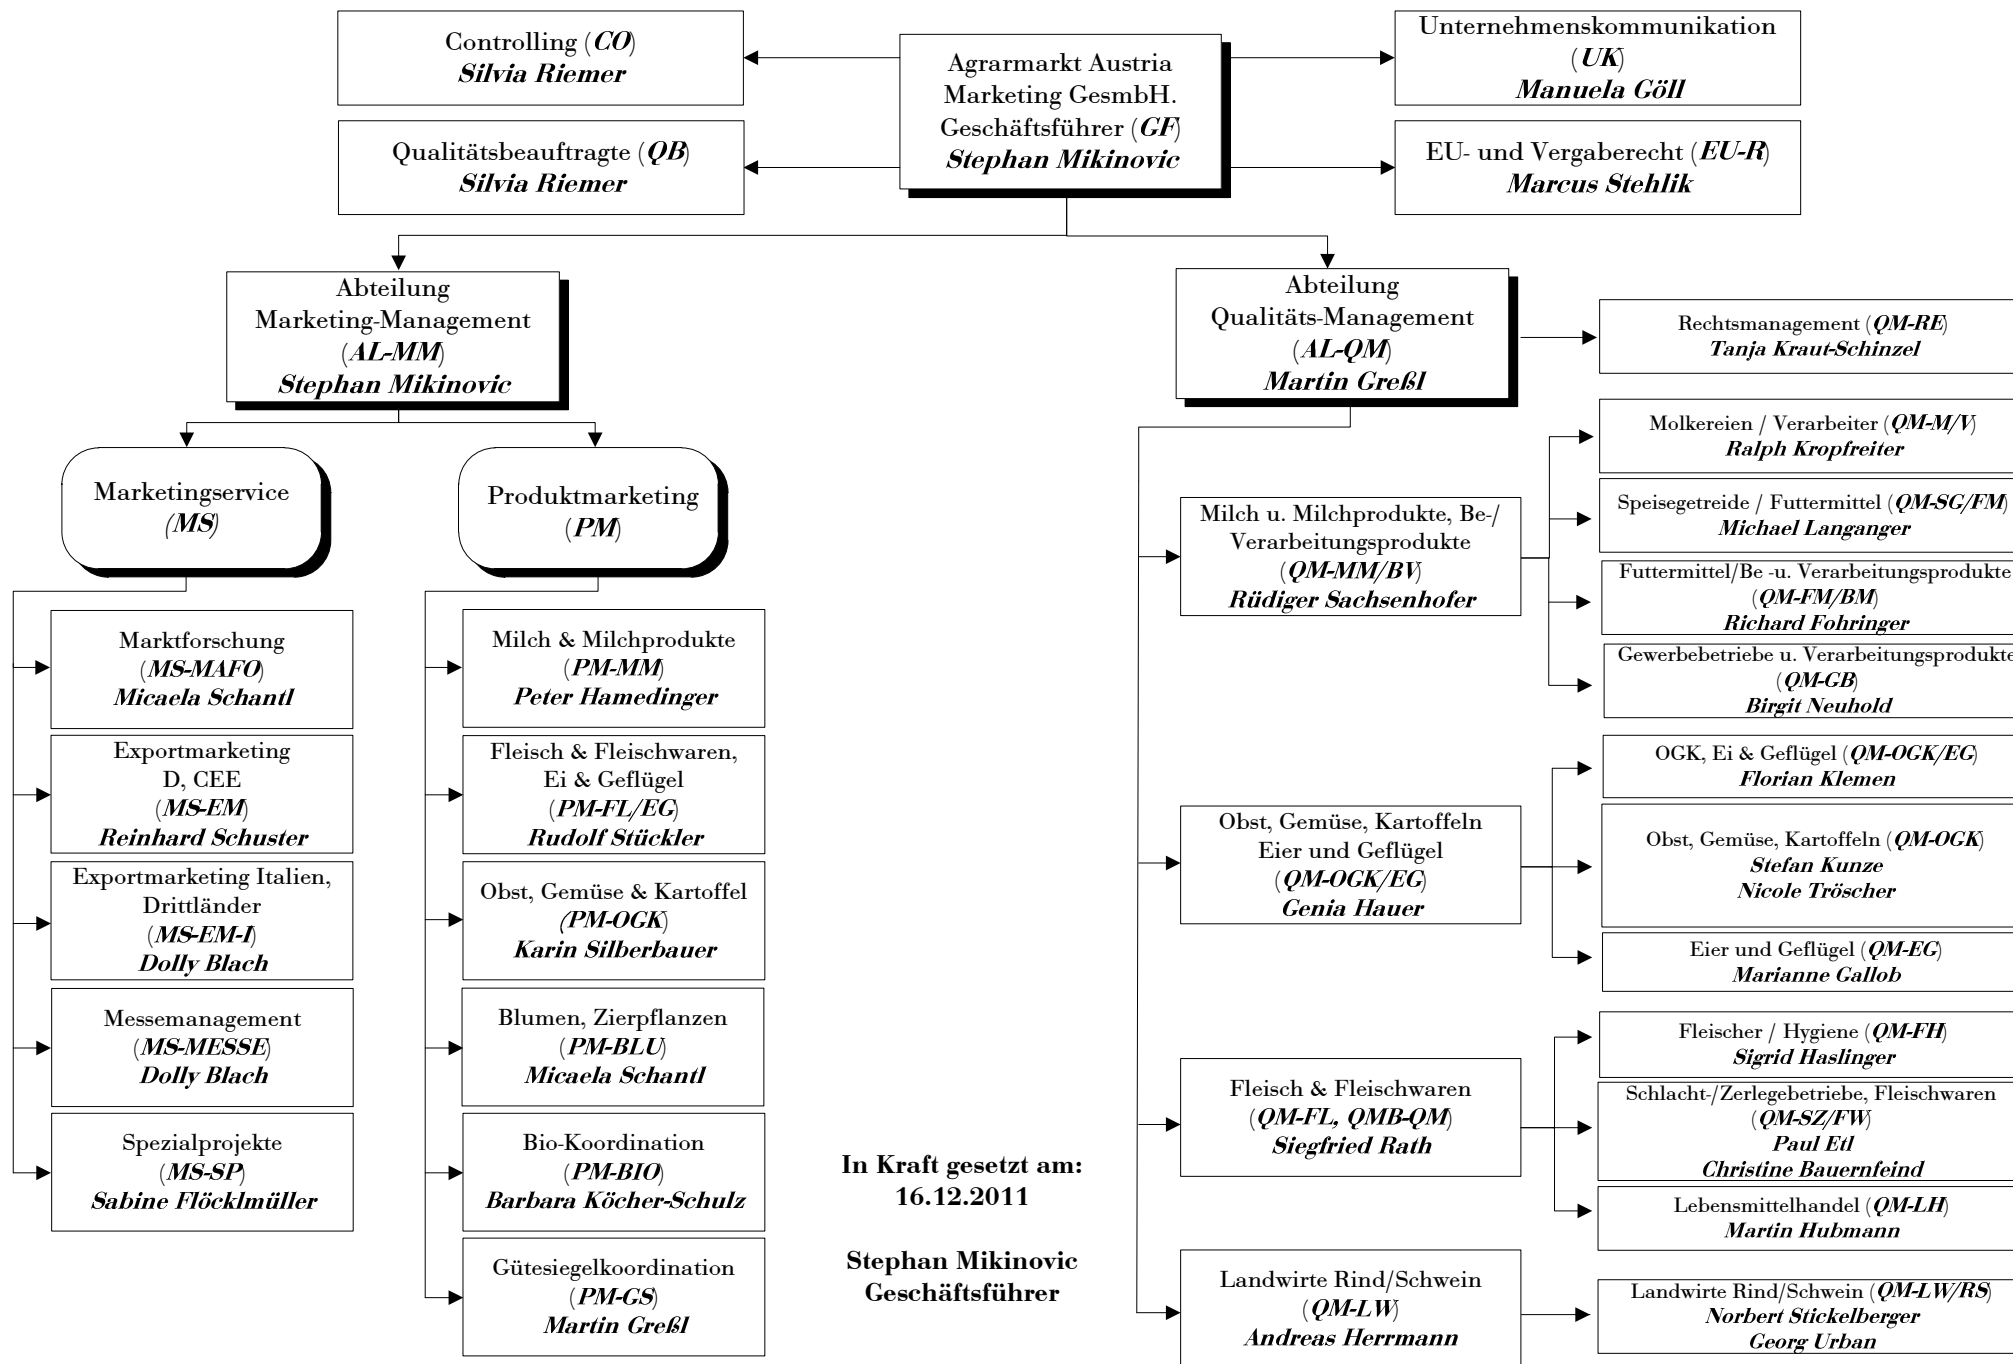 Controlling (CO)
Silvia Riemer
Qualitätsbeauftragte (QB)
Silvia Riemer
Agrarmarkt Austria
Marketing GesmbH.
Geschäftsführer (GF)
Stephan Mikinovic
Unternehmenskommunikation
(UK)
Manuela Göll
EU- und Vergaberecht (EU-R)
Marcus Stehlik
Abteilung
Marketing-Management
(AL-MM)
Stephan Mikinovic
Marketingservice
(MS)
Produktmarketing
(PM)
Marktforschung
(MS-MAFO)
Micaela Schantl
Exportmarketing
D, CEE
(MS-EM)
Reinhard Schuster
Exportmarketing Italien,
Drittländer
(MS-EM-I)
Dolly Blach
Messemanagement
(MS-MESSE)
Dolly Blach
Spezialprojekte
(MS-SP)
Sabine Flöcklmüller
Milch & Milchprodukte
(PM-MM)
Peter Hamedinger
Fleisch & Fleischwaren,
Ei & Geflügel
(PM-FL/EG)
Rudolf Stückler
Obst, Gemüse & Kartoffel
(PM-OGK)
Karin Silberbauer
Blumen, Zierpflanzen
(PM-BLU)
Micaela Schantl
Bio-Koordination
(PM-BIO)
Barbara Köcher-Schulz
Gütesiegelkoordination
(PM-GS)
Martin Greßl
In Kraft gesetzt am:
16.12.2011
Stephan Mikinovic
Geschäftsführer
Abteilung
Qualitäts-Management
(AL-QM)
Martin Greßl
Rechtsmanagement (QM-RE)
Tanja Kraut-Schinzel
Milch u. Milchprodukte, Be-/
Verarbeitungsprodukte
(QM-MM/BV)
Rüdiger Sachsenhofer
Molkereien / Verarbeiter (QM-M/V)
Ralph Kropfreiter
Speisegetreide / Futtermittel (QM-SG/FM)
Michael Langanger
Futtermittel/Be -u. Verarbeitungsprodukte
(QM-FM/BM)
Richard Fohringer
Gewerbebetriebe u. Verarbeitungsprodukte
(QM-GB)
Birgit Neuhold
Obst, Gemüse, Kartoffeln
Eier und Geflügel
(QM-OGK/EG)
Genia Hauer
OGK, Ei & Geflügel (QM-OGK/EG)
Florian Klemen
Obst, Gemüse, Kartoffeln (QM-OGK)
Stefan Kunze
Nicole Tröscher
Eier und Geflügel (QM-EG)
Marianne Gallob
Fleisch & Fleischwaren
(QM-FL, QMB-QM)
Siegfried Rath
Fleischer / Hygiene (QM-FH)
Sigrid Haslinger
Schlacht-/Zerlegebetriebe, Fleischwaren
(QM-SZ/FW)
Paul Etl
Christine Bauernfeind
Lebensmittelhandel (QM-LH)
Martin Hubmann
Landwirte Rind/Schwein
(QM-LW)
Andreas Herrmann
Landwirte Rind/Schwein (QM-LW/RS)
Norbert Stickelberger
Georg Urban